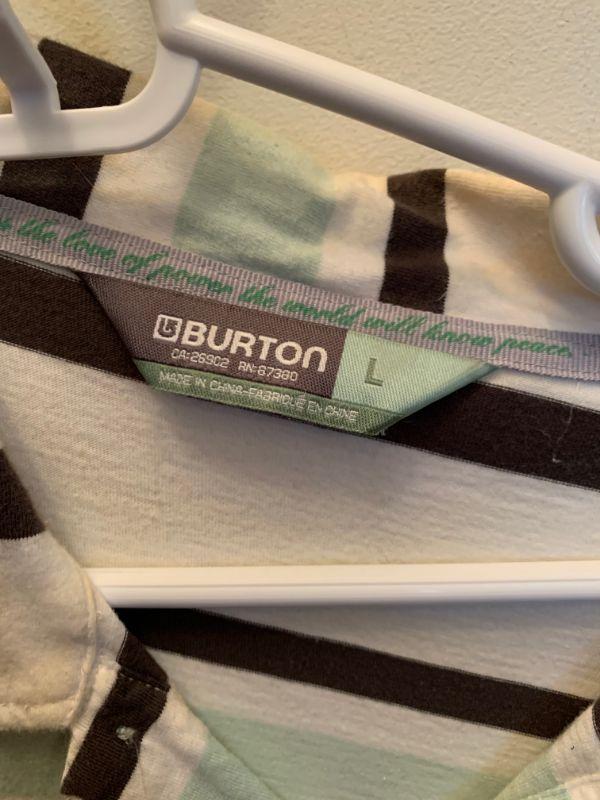 the love of power the world will know peace
BURTON
L
CA:26902 RN:87380
MADE IN CHINA-FABRIQUÉ EN CHINE